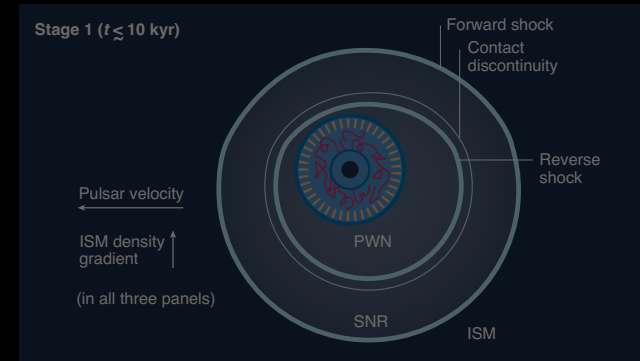 Stage 1 (t ≲ 10 kyr)
Forward shock
Contact
discontinuity
Reverse
shock
Pulsar velocity
ISM density
gradient
(in all three panels)
PWN
SNR
ISM